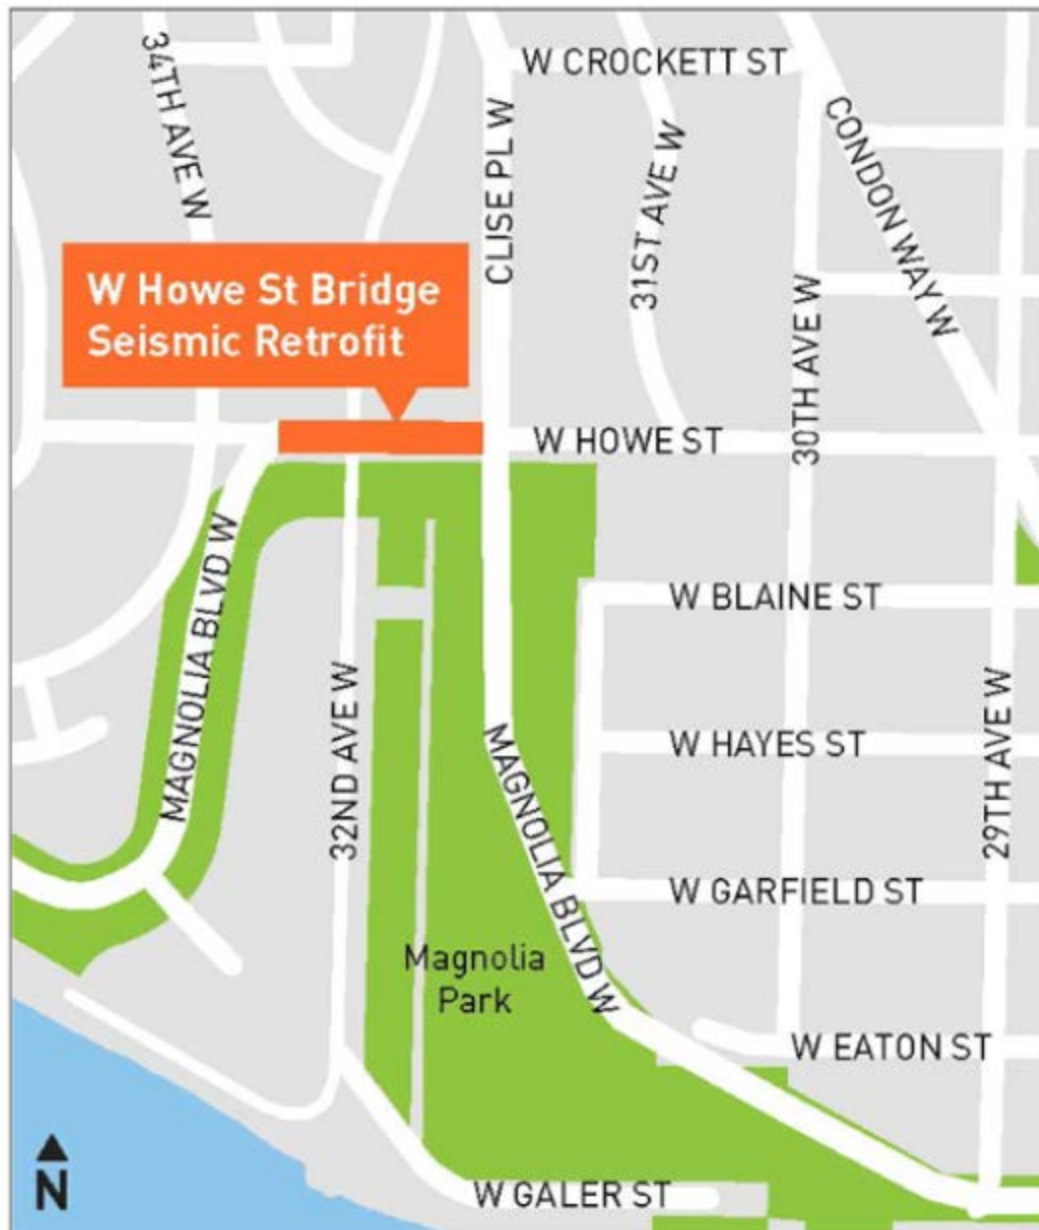 34TH AVE W
W CROCKETT ST
CLISE PL W
31ST AVE W
CONDON WAY W
W Howe St Bridge
Seismic Retrofit
30TH AVE W
W HOWE ST
MAGNOLIA BLVD W
W BLAINE ST
32ND AVE W
29TH AVE W
W HAYES ST
MAGNOLIA BLVD W
W GARFIELD ST
Magnolia
Park
W EATON ST
N
W GALER ST